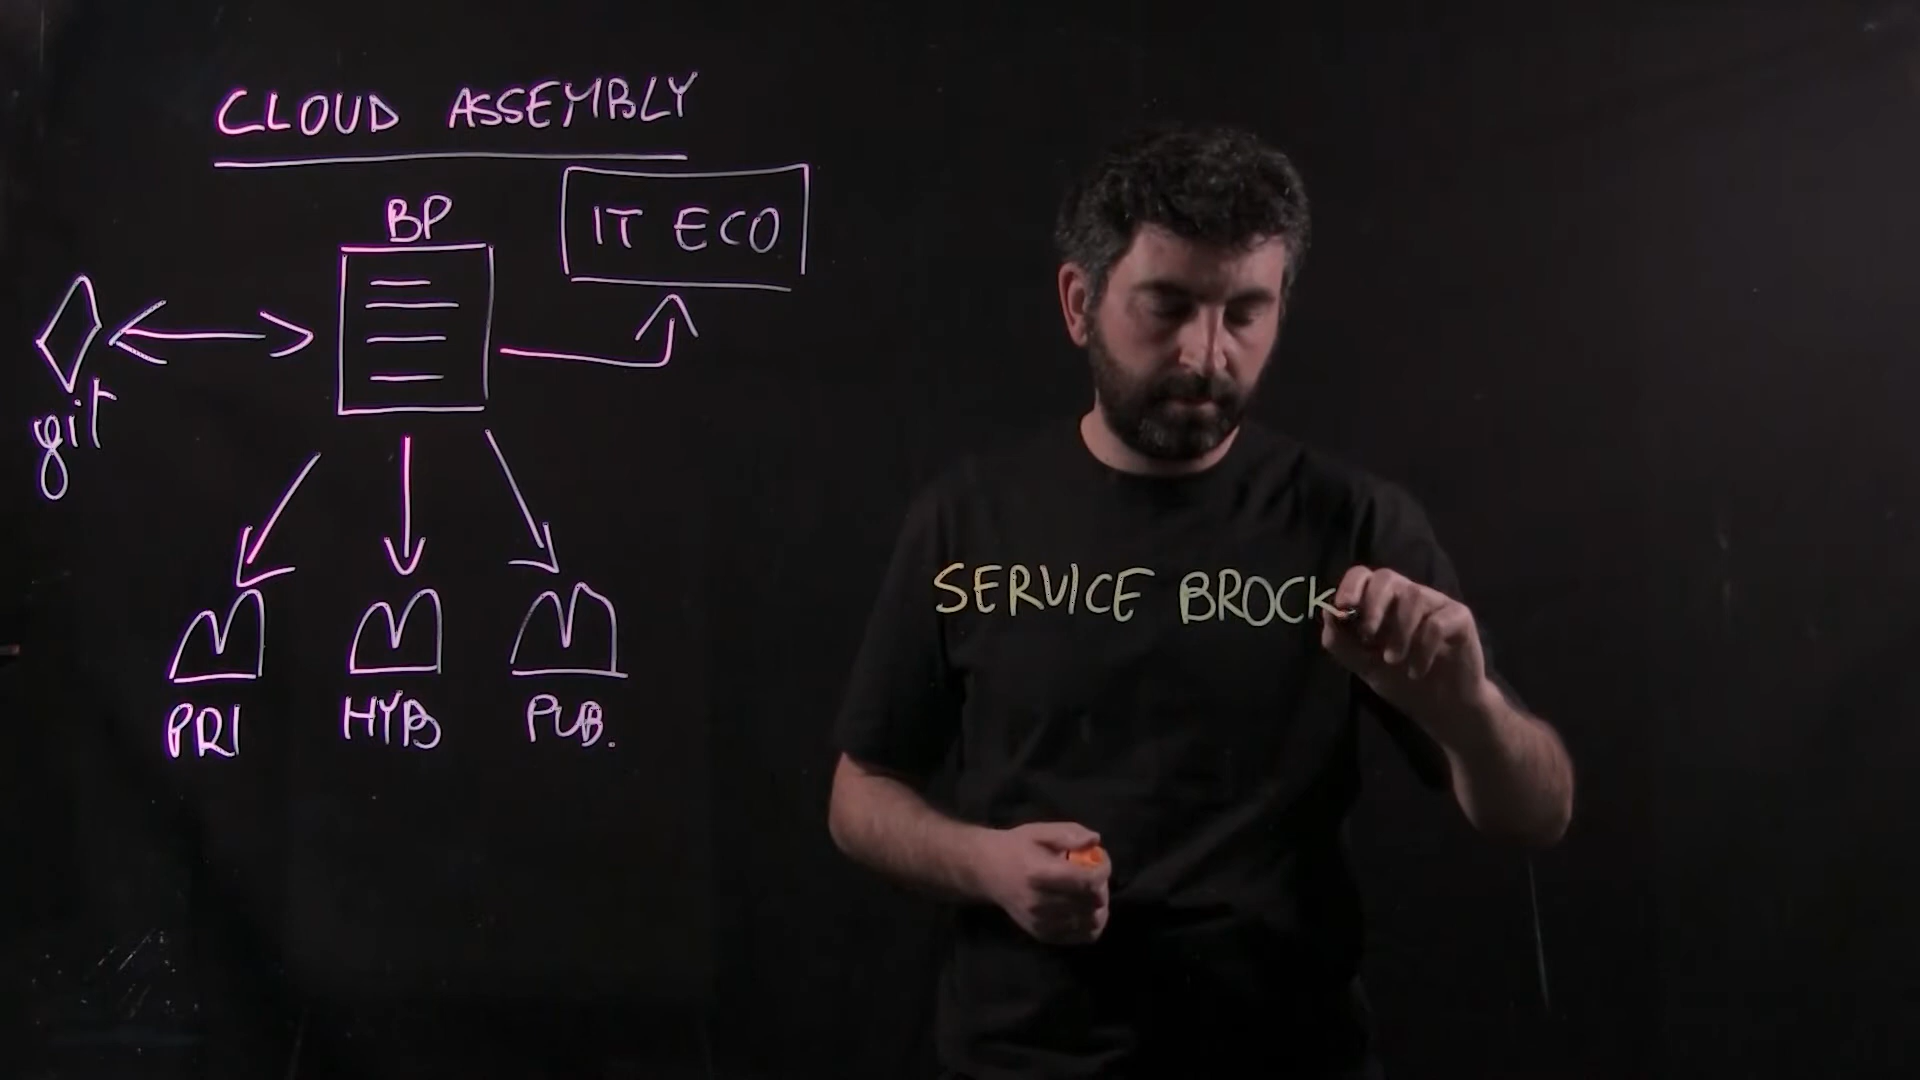 CLOUD ASSEMBLY
BP
IT ECO
git
PRI
HYB
PUB.
SERVICE BROCK